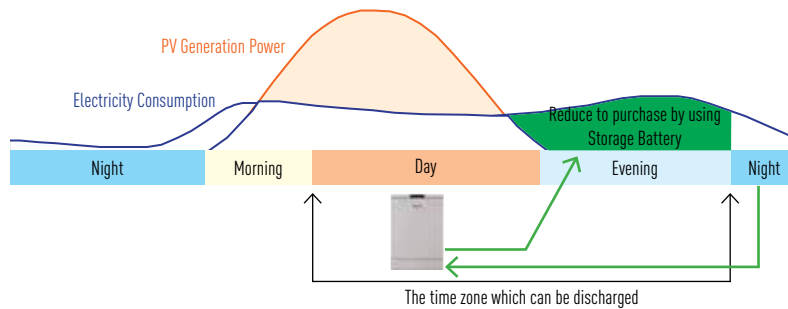 PV Generation Power
Electricity Consumption
Reduce to purchase by using
Storage Battery
Night
Morning
Day
Evening
Night
The time zone which can be discharged